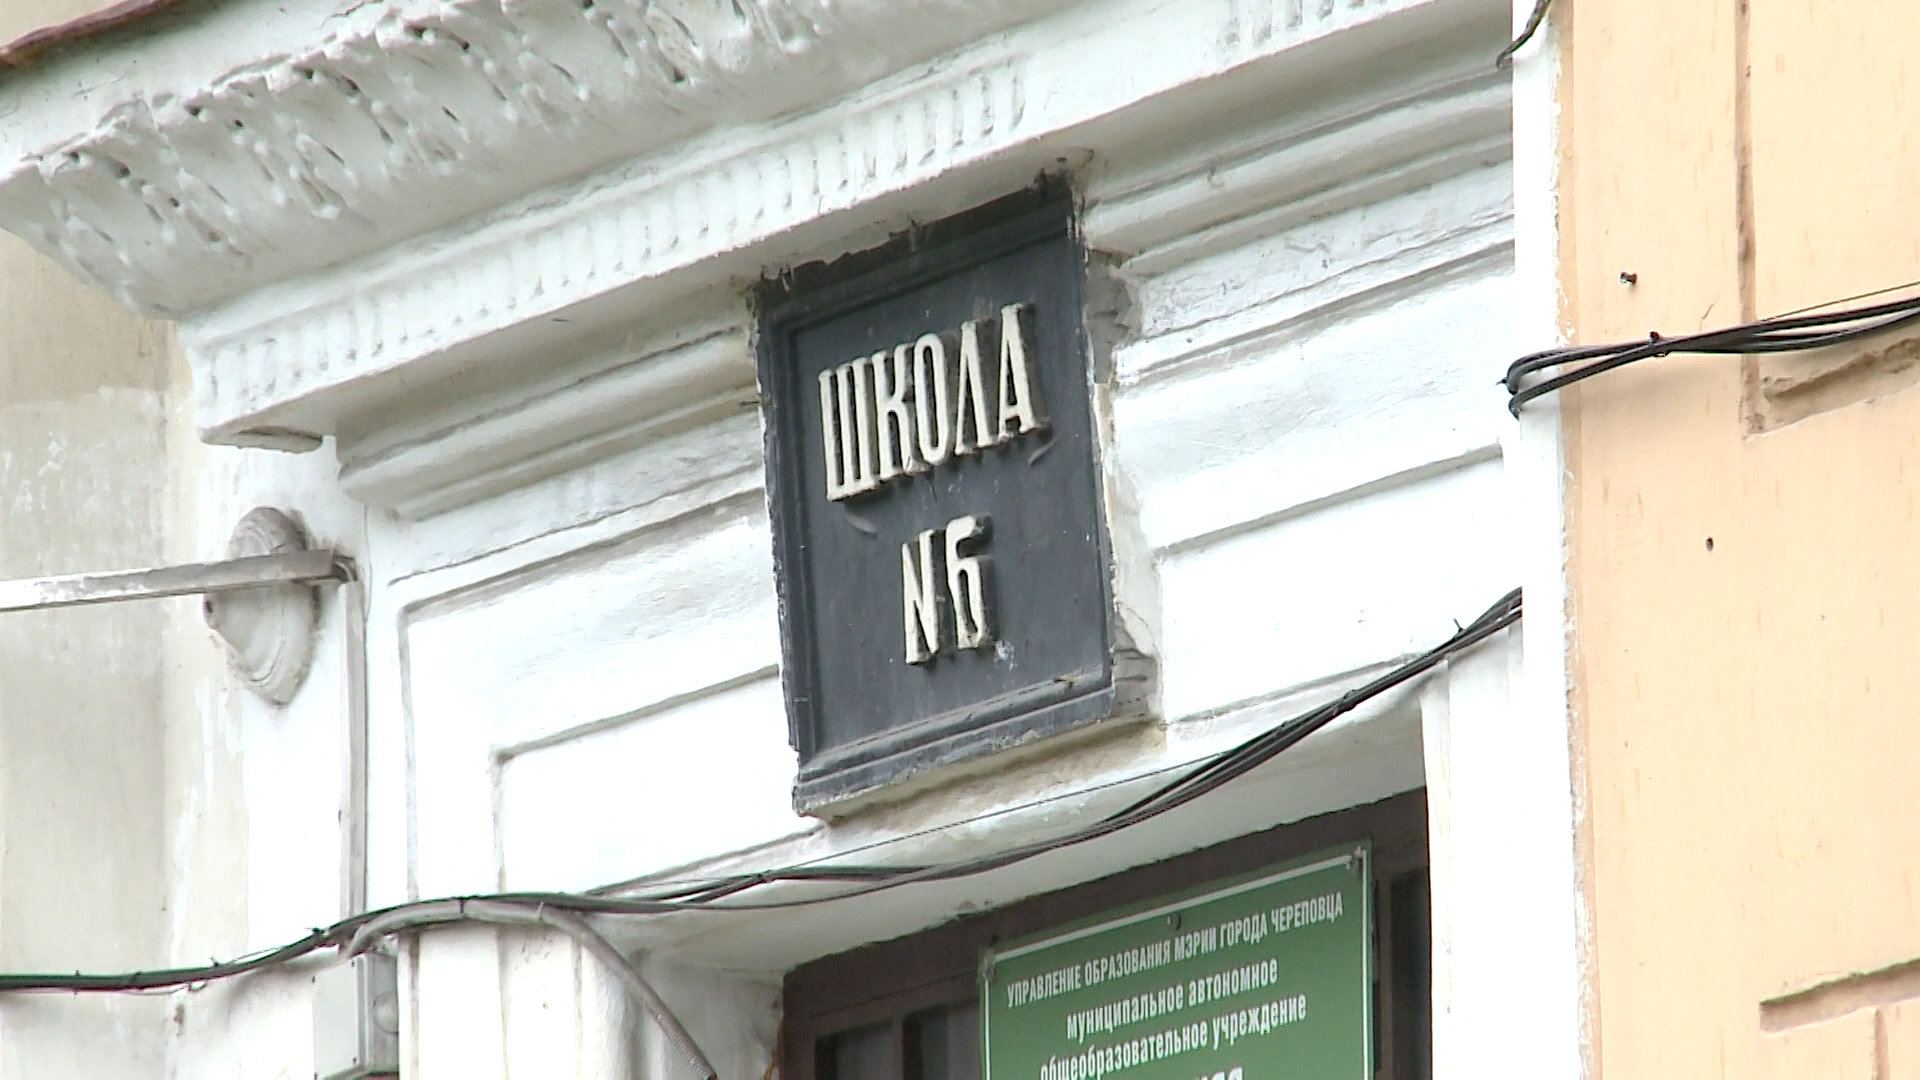 ШКОЛА
N6
УПРАВЛЕНИЕ ОБРАЗОВАНИЯ МЭРИИ ГОРОДА ЧЕРЕПОВЦА
муниципальное автономное
общеобразовательное учреждение